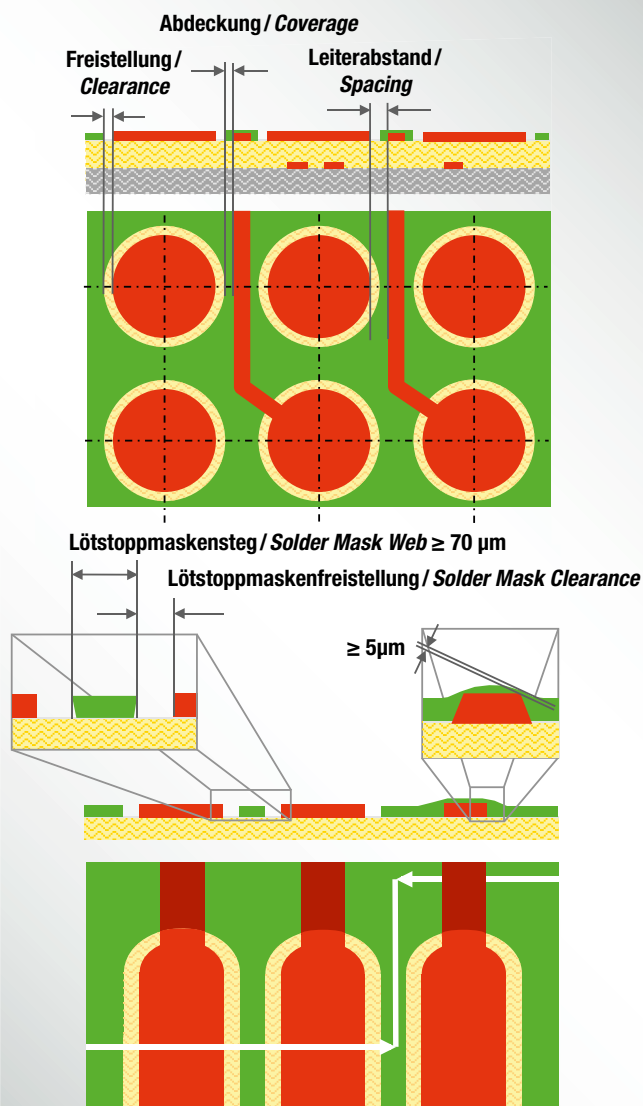 Abdeckung / Coverage
Freistellung /
Clearance
Leiterabstand /
Spacing
Lötstoppmaskensteg / Solder Mask Web ≥ 70 µm
Lötstoppmaskenfreistellung / Solder Mask Clearance
≥ 5µm